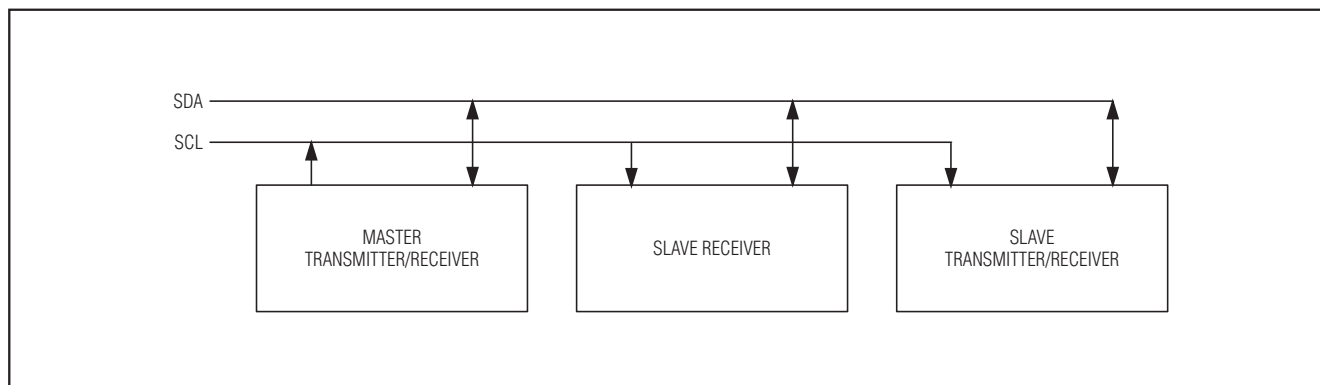 SDA
SCL
MASTER
TRANSMITTER/RECEIVER
SLAVE RECEIVER
SLAVE
TRANSMITTER/RECEIVER